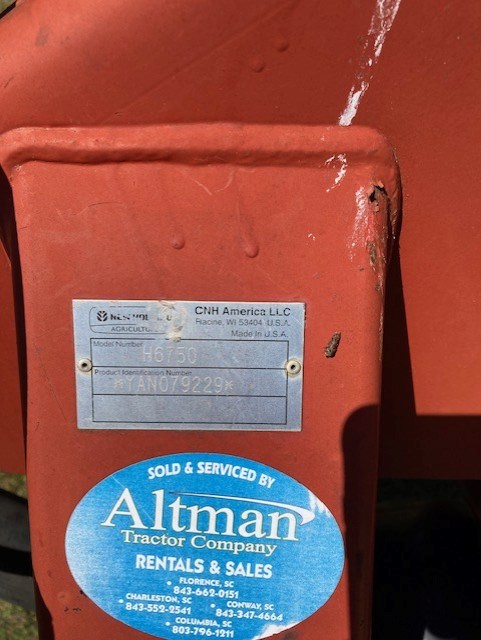 NEW HOLLAND
AGRICULTU
CNH America LLC
Racine, WI 53404 U.S.A.
Made in U.S.A.
Model Number
H6750
Product Identification Number
*YAN079229*
SOLD & SERVICED BY
Altman
Tractor Company
RENTALS & SALES
• FLORENCE, SC
843-662-0151
• CHARLESTON, SC
843-552-2541
• CONWAY, SC
843-347-4664
• COLUMBIA, SC
803-796-1211